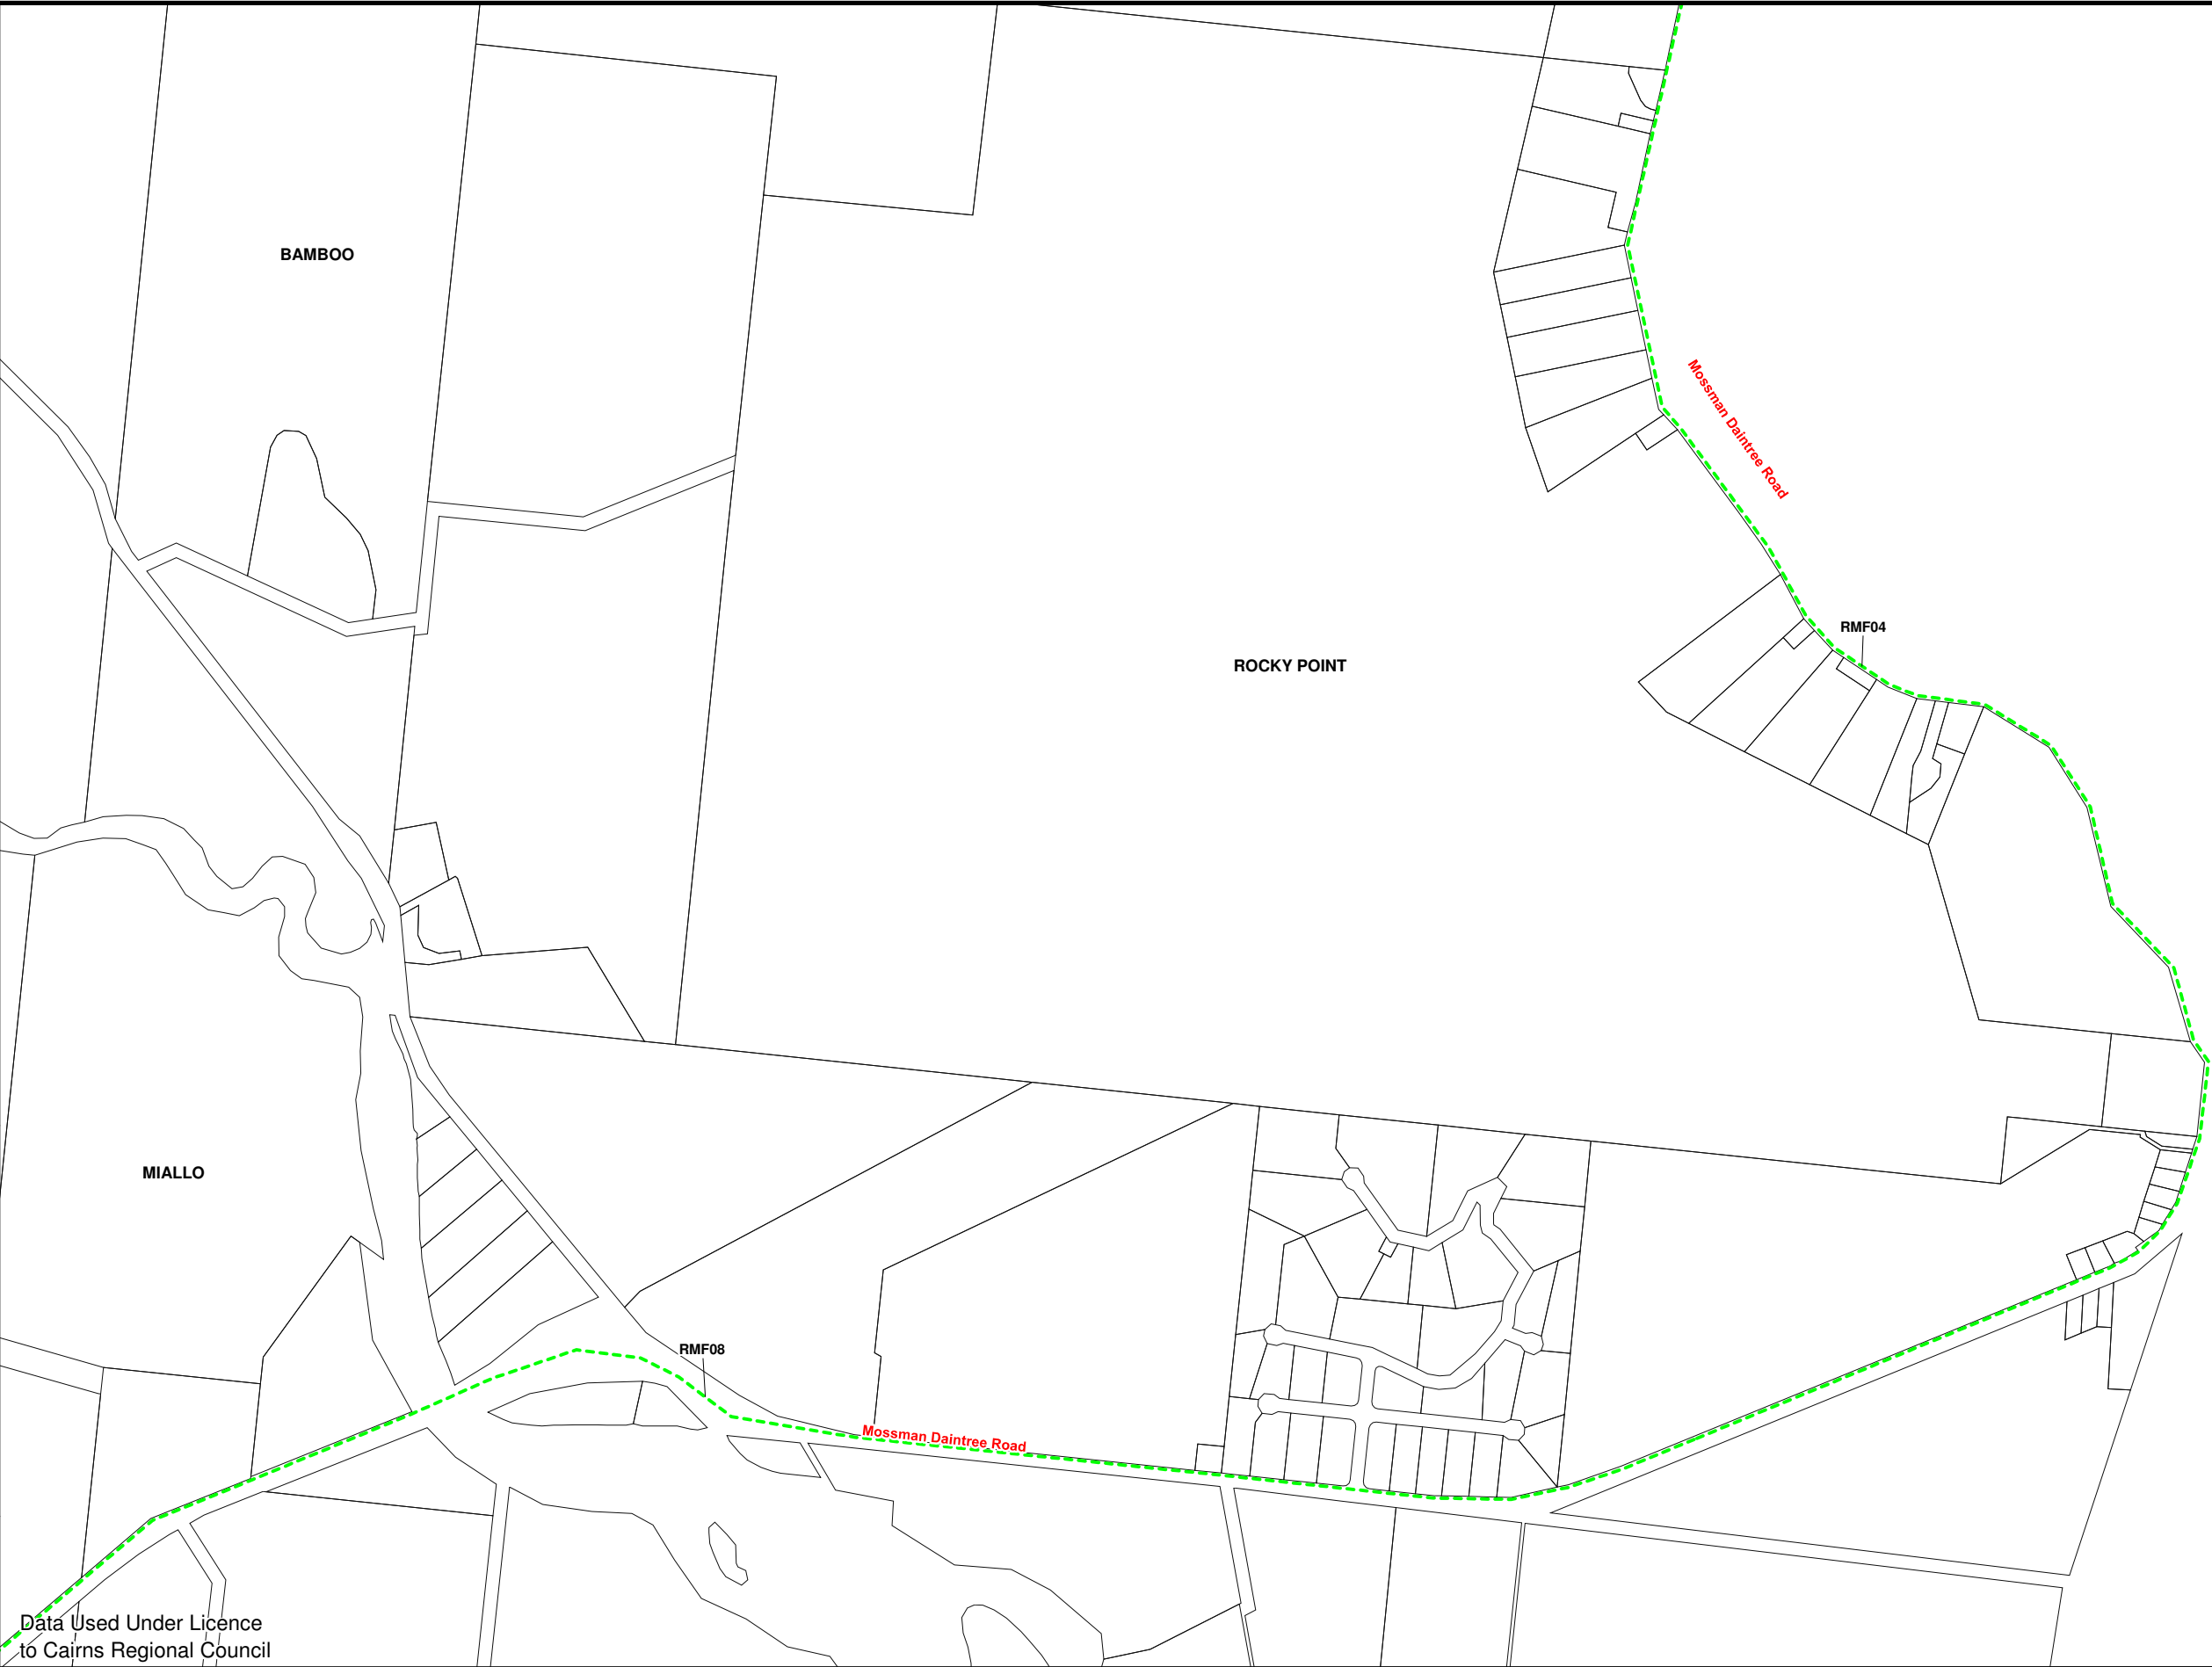 BAMBOO
Mossman Daintree Road
RMF04
ROCKY POINT
MIALLO
RMF08
Mossman Daintree Road
Data Used Under Licence
to Cairns Regional Council